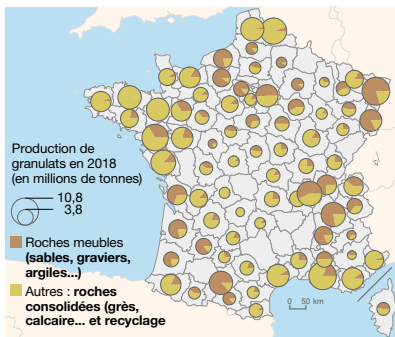 Production de
granulats en 2018
(en millions de tonnes)
10,8
3,8
Roches meubles
(sables, graviers,
argiles...)
Autres : roches
consolidées (grès,
calcaire... et recyclage
0 50 km